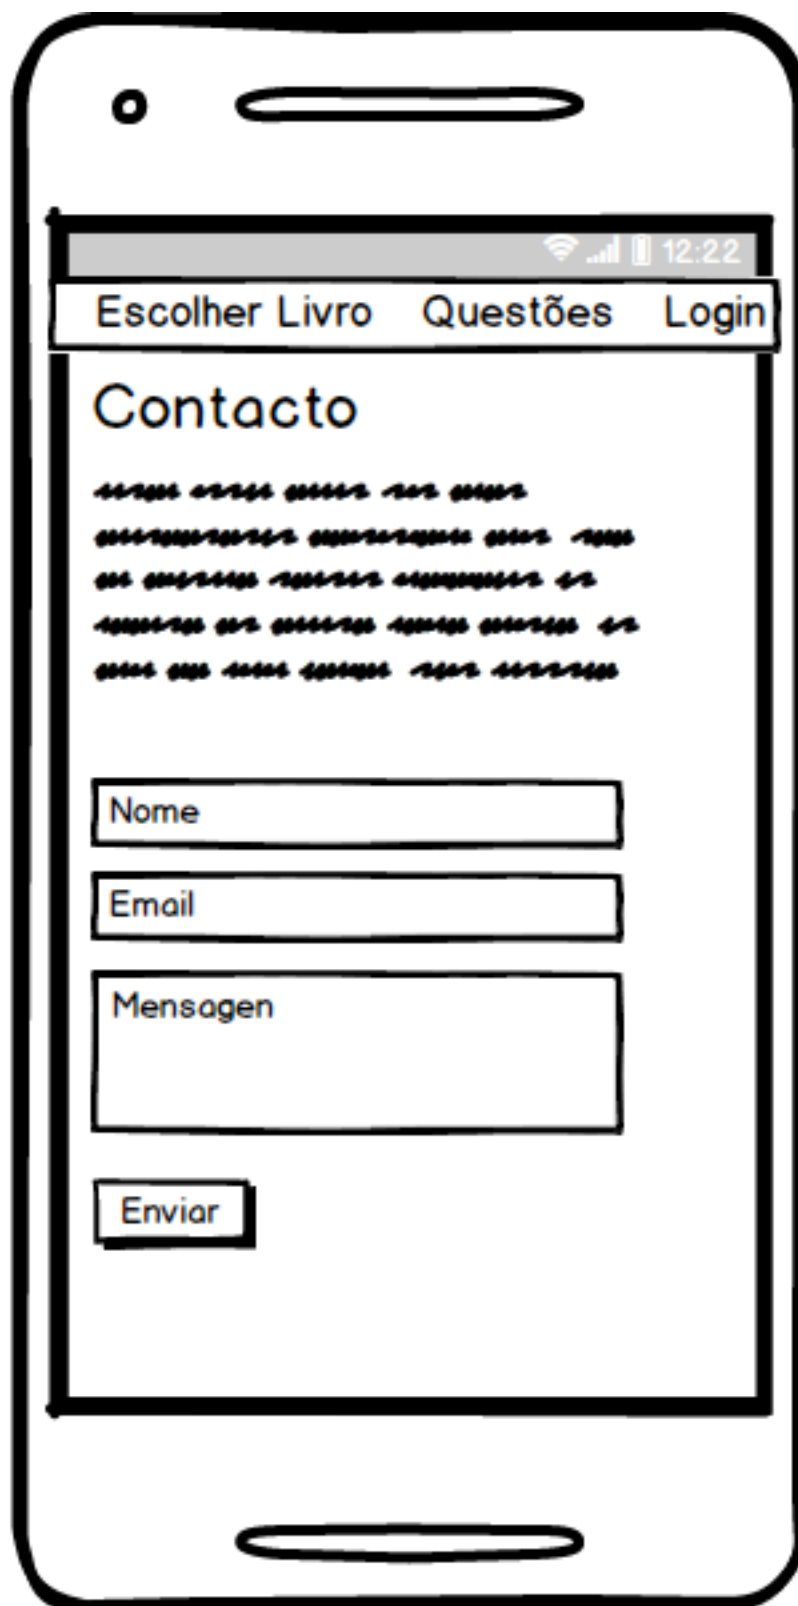 12:22
Escolher Livro Questões Login
Contacto
Nome
Email
Mensagen
Enviar